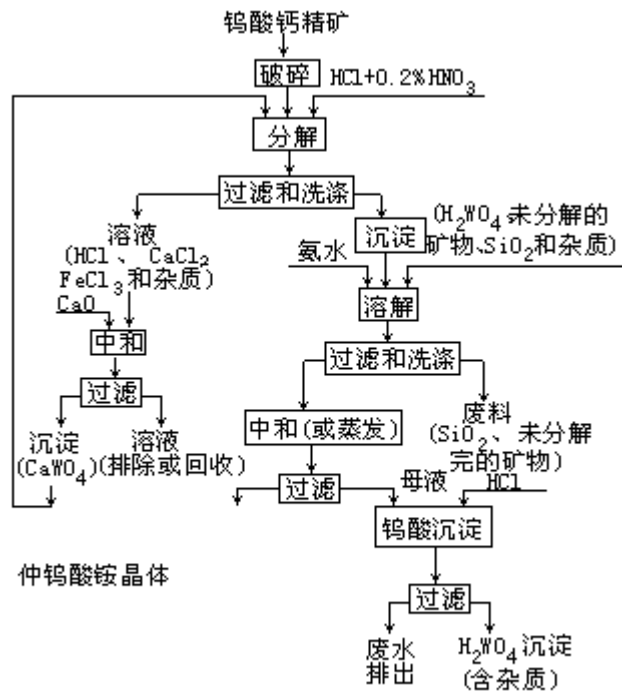 钨酸钙精矿
破碎
HCl+0.2%HNO₃
分解
过滤和洗涤
溶液
(HCl、CaCl₂
FeCl₃和杂质)
沉淀
(H₂WO₄,未分解的
矿物、SiO₂和杂质)
CaO
氨水
中和
溶解
过滤
过滤和洗涤
沉淀
(CaWO₄)
溶液
(排除或回收)
中和(或蒸发)
废料
(SiO₂、未分解
完的矿物)
过滤
母液
HCl
钨酸沉淀
仲钨酸铵晶体
过滤
废水
排出
H₂WO₄沉淀
(含杂质)